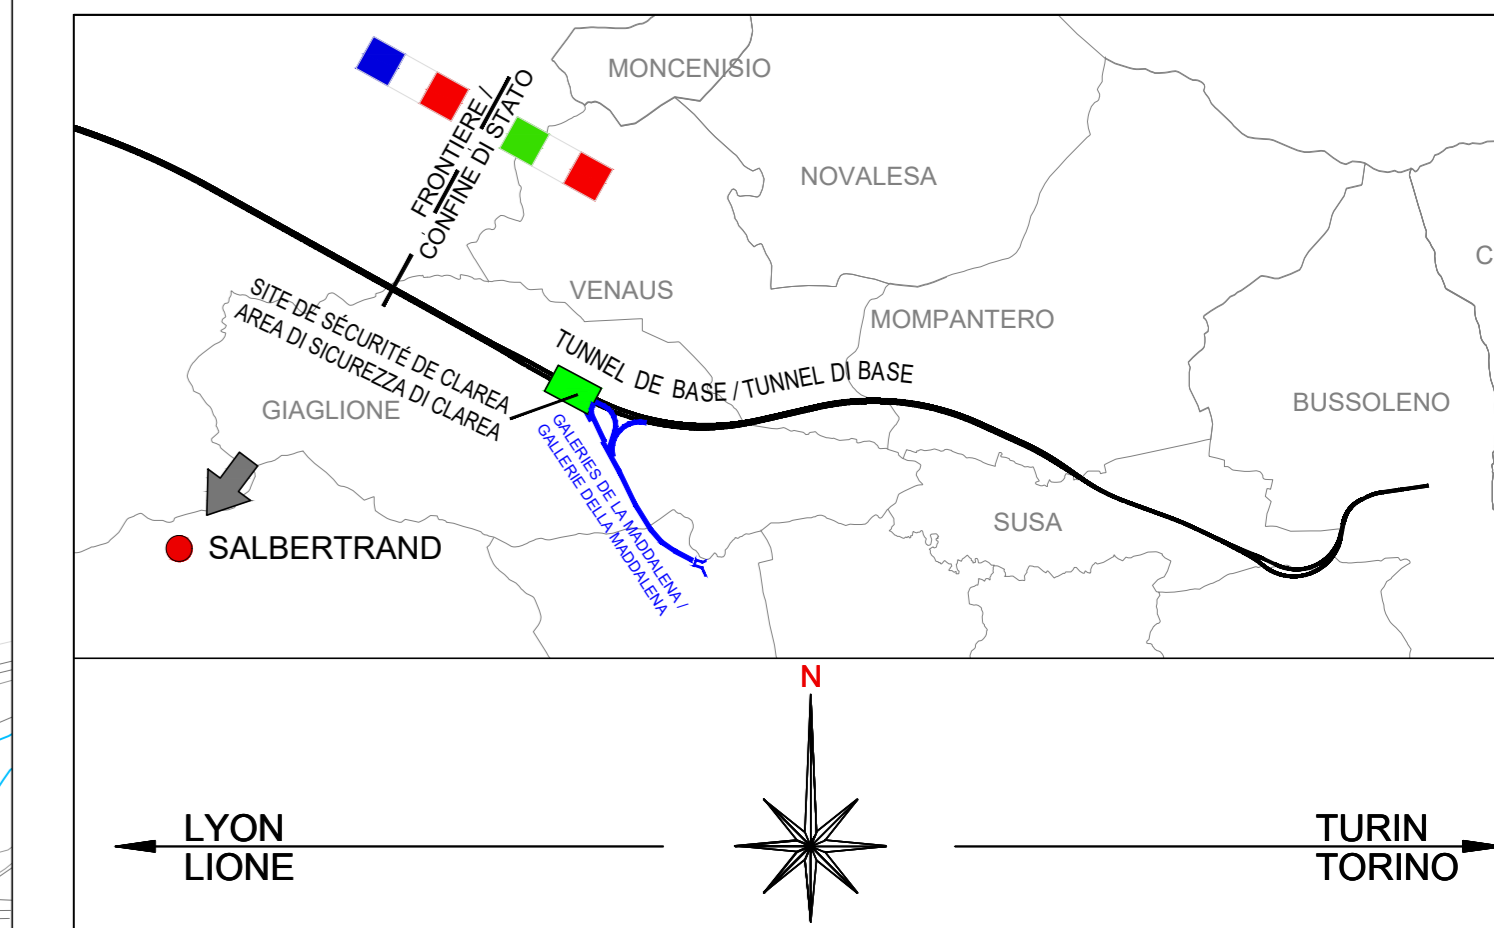 MONCENISIO
FRONTIERE /
CONFINE DI STATO
NOVALESA
C
VENAUS
MOMPANTERO
SITE DE SÉCURITÉ DE CLAREA
AREA DI SICUREZZA DI CLAREA
TUNNEL DE BASE / TUNNEL DI BASE
GIAGLIONE
BUSSOLENO
GALERIES DE LA MADDALENA /
GALLERIE DELLA MADDALENA
SUSA
SALBERTRAND
N
LYON
LIONE
TURIN
TORINO